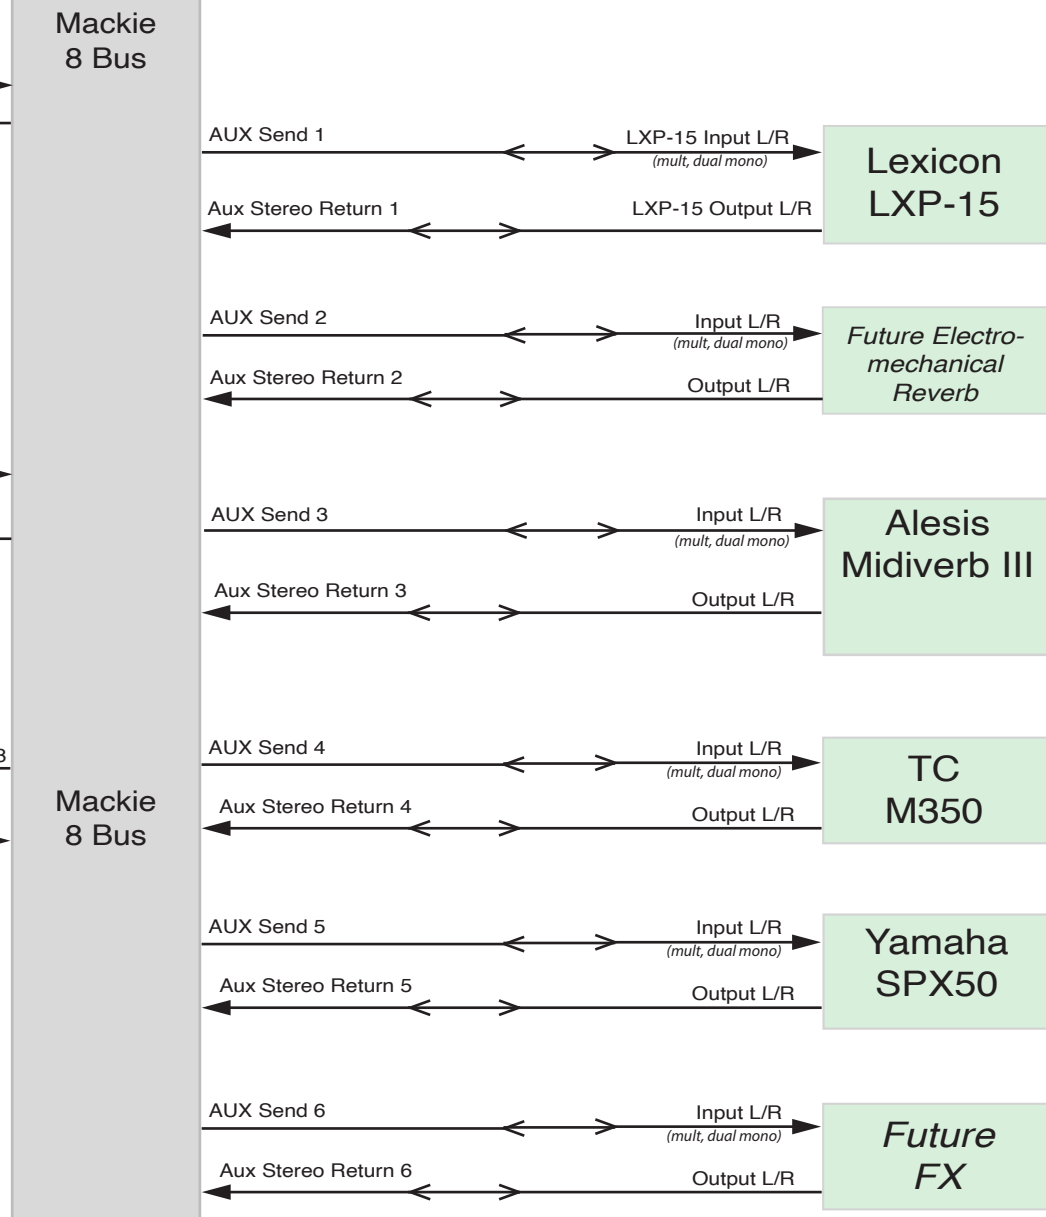 Mackie
8 Bus
AUX Send 1
LXP-15 Input L/R
(mult, dual mono)
Lexicon
LXP-15
Aux Stereo Return 1
LXP-15 Output L/R
AUX Send 2
Input L/R
(mult, dual mono)
Future Electro-
mechanical
Reverb
Aux Stereo Return 2
Output L/R
AUX Send 3
Input L/R
(mult, dual mono)
Alesis
Midiverb III
Aux Stereo Return 3
Output L/R
AUX Send 4
Input L/R
(mult, dual mono)
TC
M350
Mackie
8 Bus
Aux Stereo Return 4
Output L/R
AUX Send 5
Input L/R
(mult, dual mono)
Yamaha
SPX50
Aux Stereo Return 5
Output L/R
AUX Send 6
Input L/R
(mult, dual mono)
Future
FX
Aux Stereo Return 6
Output L/R